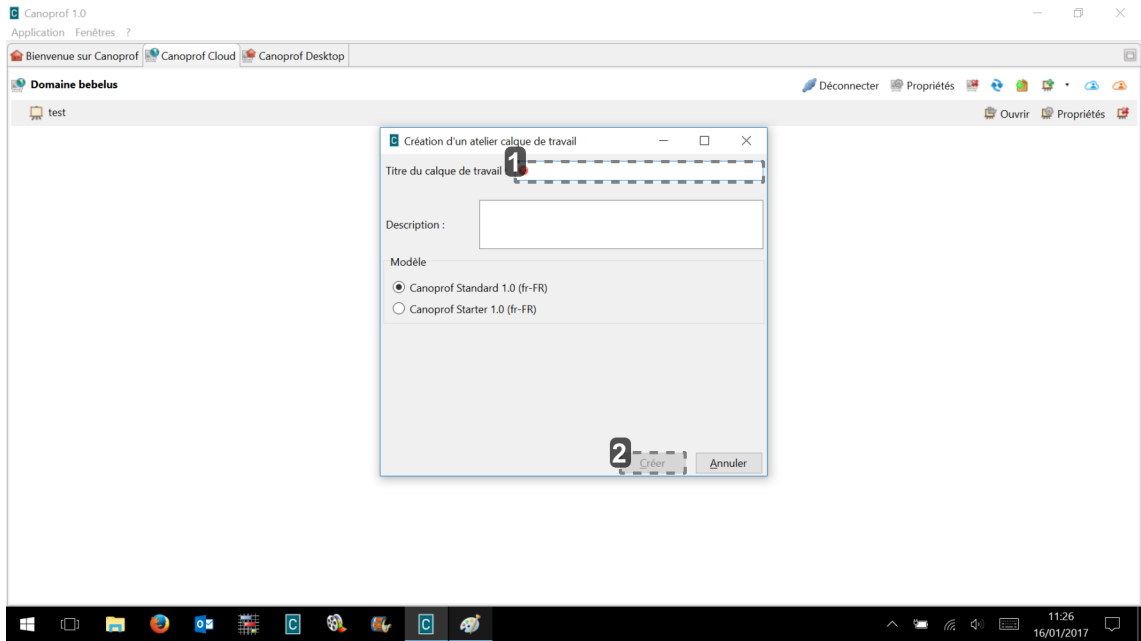 Canoprof 1.0
Application Fenêtres ?
Bienvenue sur Canoprof Canoprof Cloud Canoprof Desktop
Domaine bebelus Déconnecter Propriétés
test Ouvrir Propriétés
Création d'un atelier calque de travail
Titre du calque de travail 1
Description :
Modèle
Canoprof Standard 1.0 (fr-FR)
Canoprof Starter 1.0 (fr-FR)
2 Créer Annuler
11:26
16/01/2017